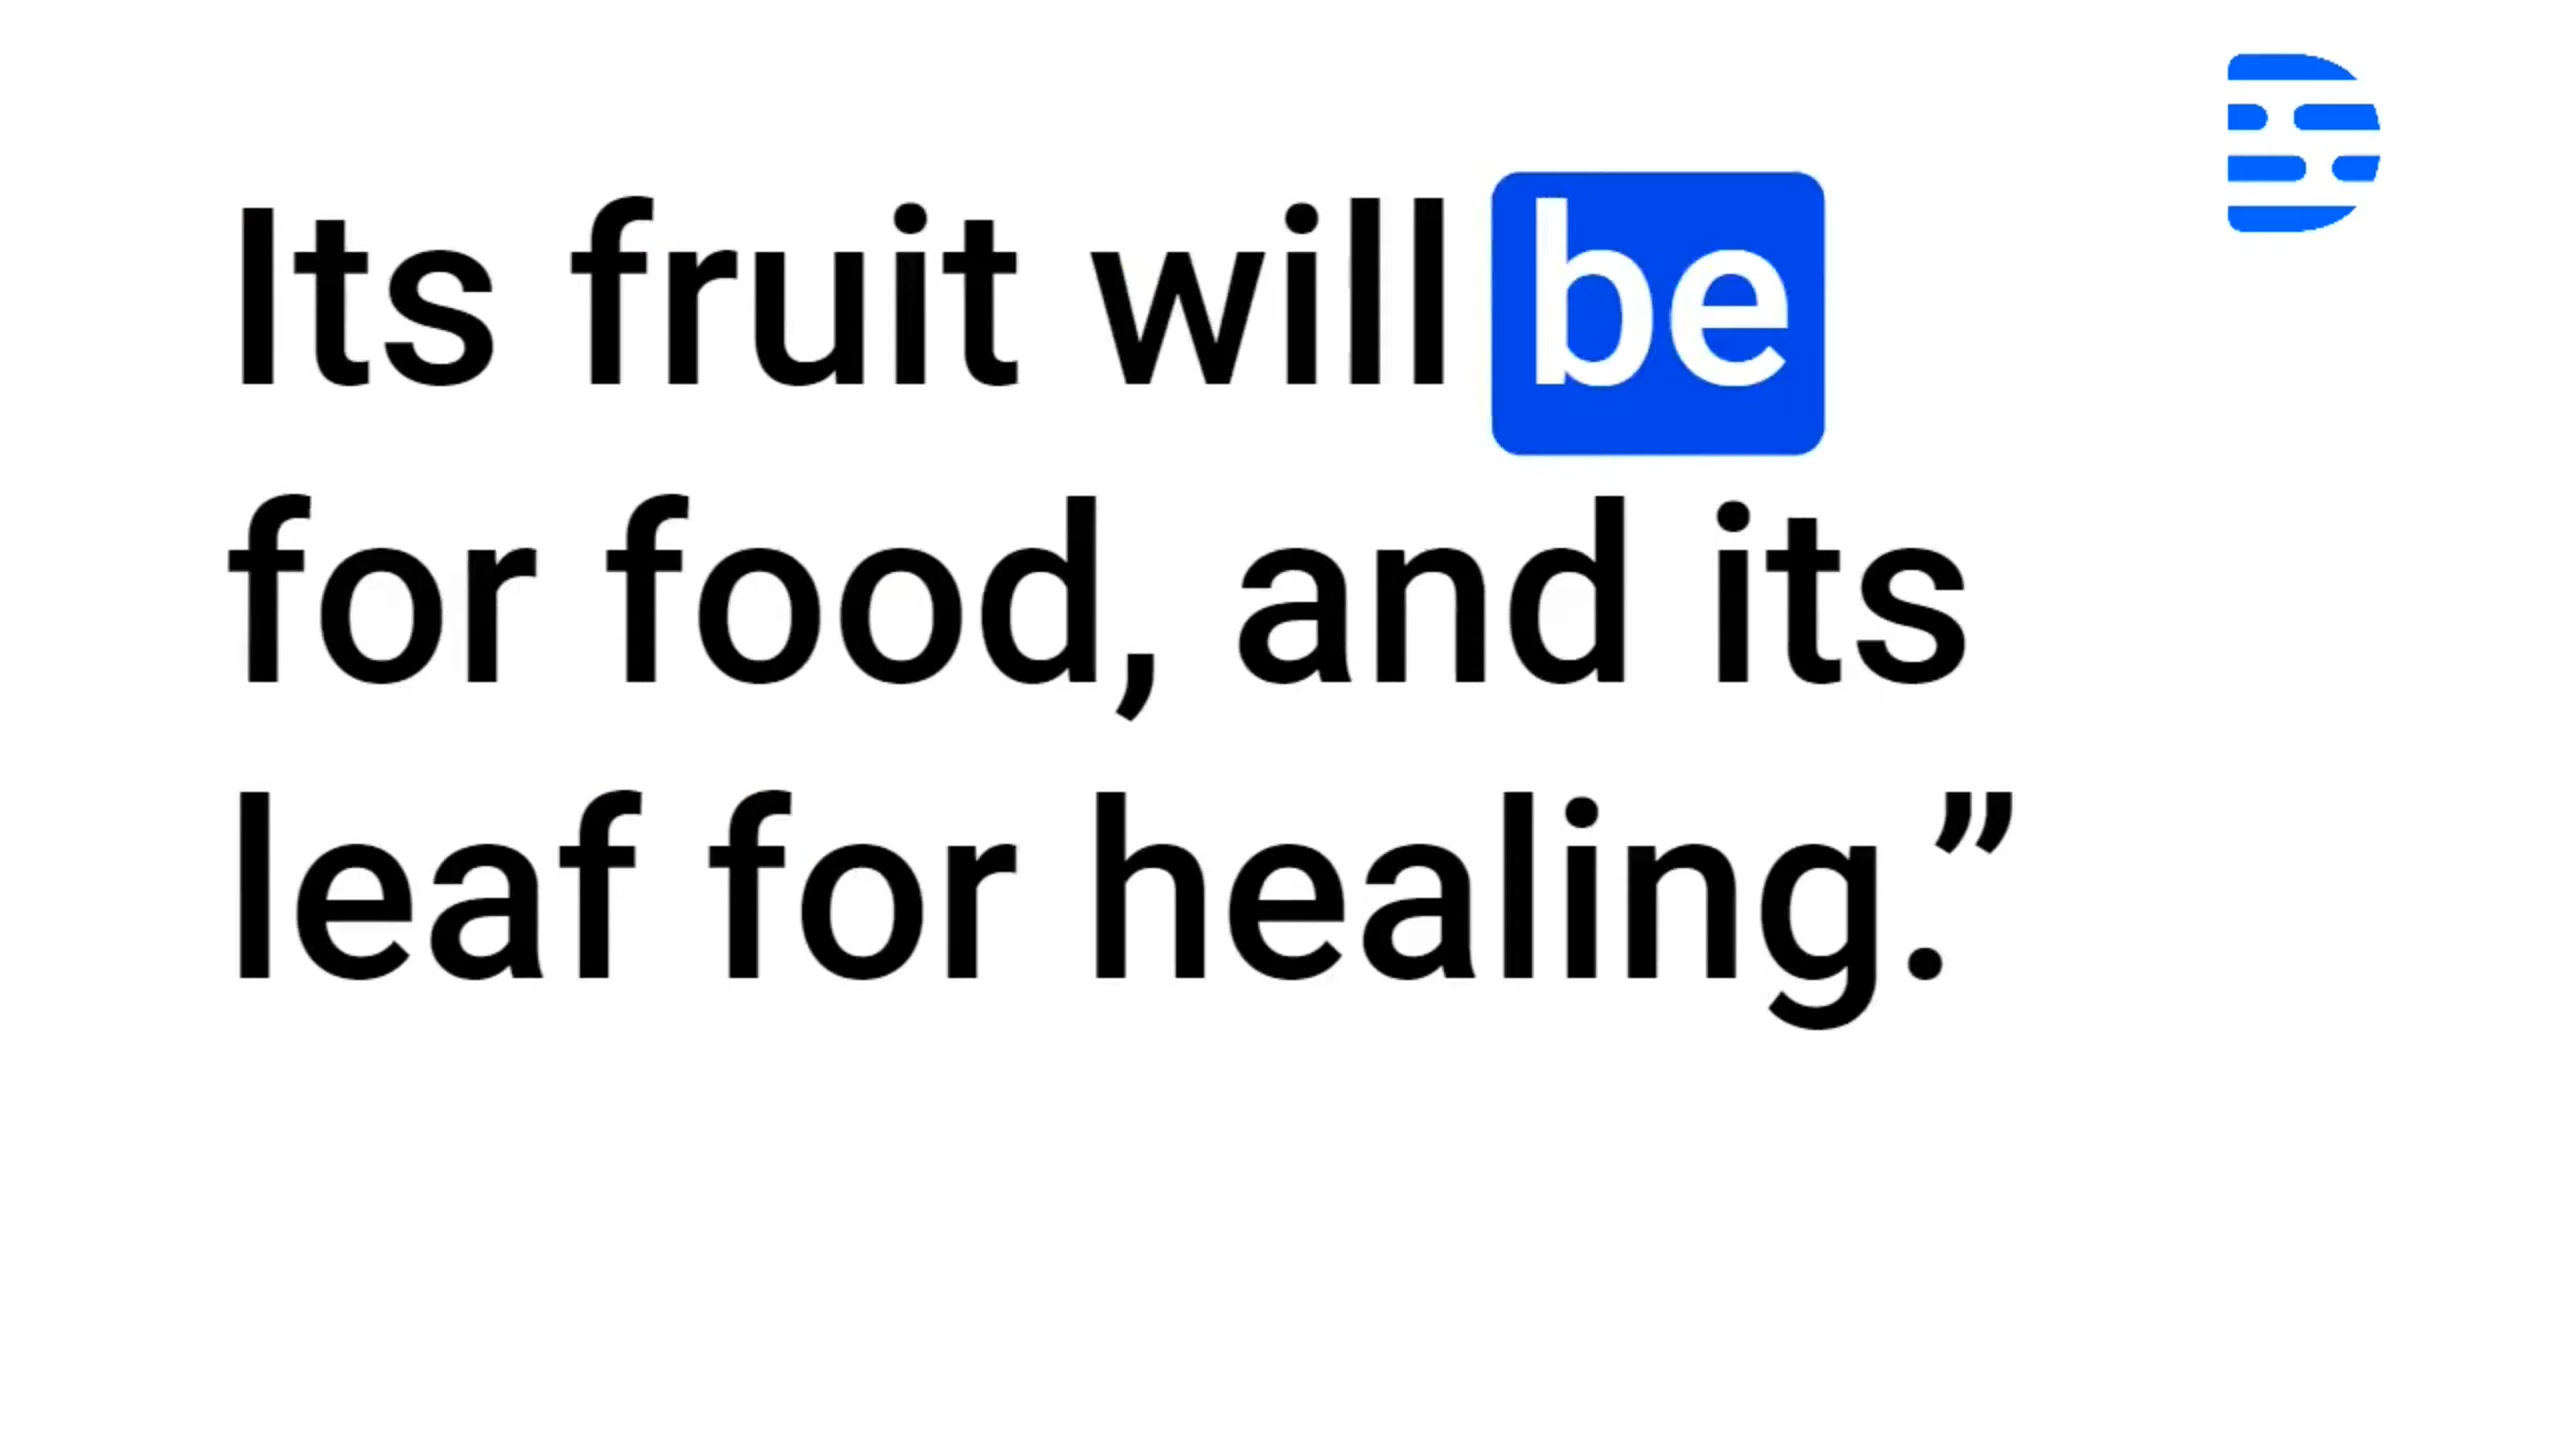 Its fruit will be
for food, and its
leaf for healing.”